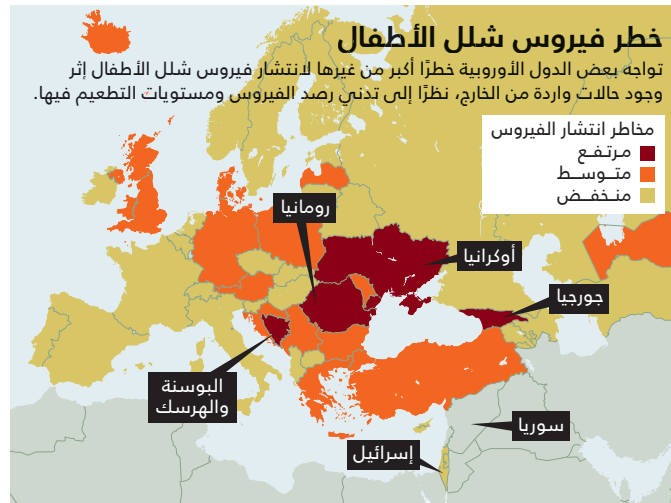 خطر فيروس شلل الأطفال
تواجه بعض الدول الأوروبية خطرًا أكبر من غيرها لانتشار فيروس شلل الأطفال إثر
وجود حالات واردة من الخارج، نظرًا إلى تدني رصد الفيروس ومستويات التطعيم فيها.
مخاطر انتشار الفيروس
مرتفع
متوسط
منخفض
رومانيا
أوكرانيا
جورجيا
البوسنة
والهرسك
سوريا
إسرائيل